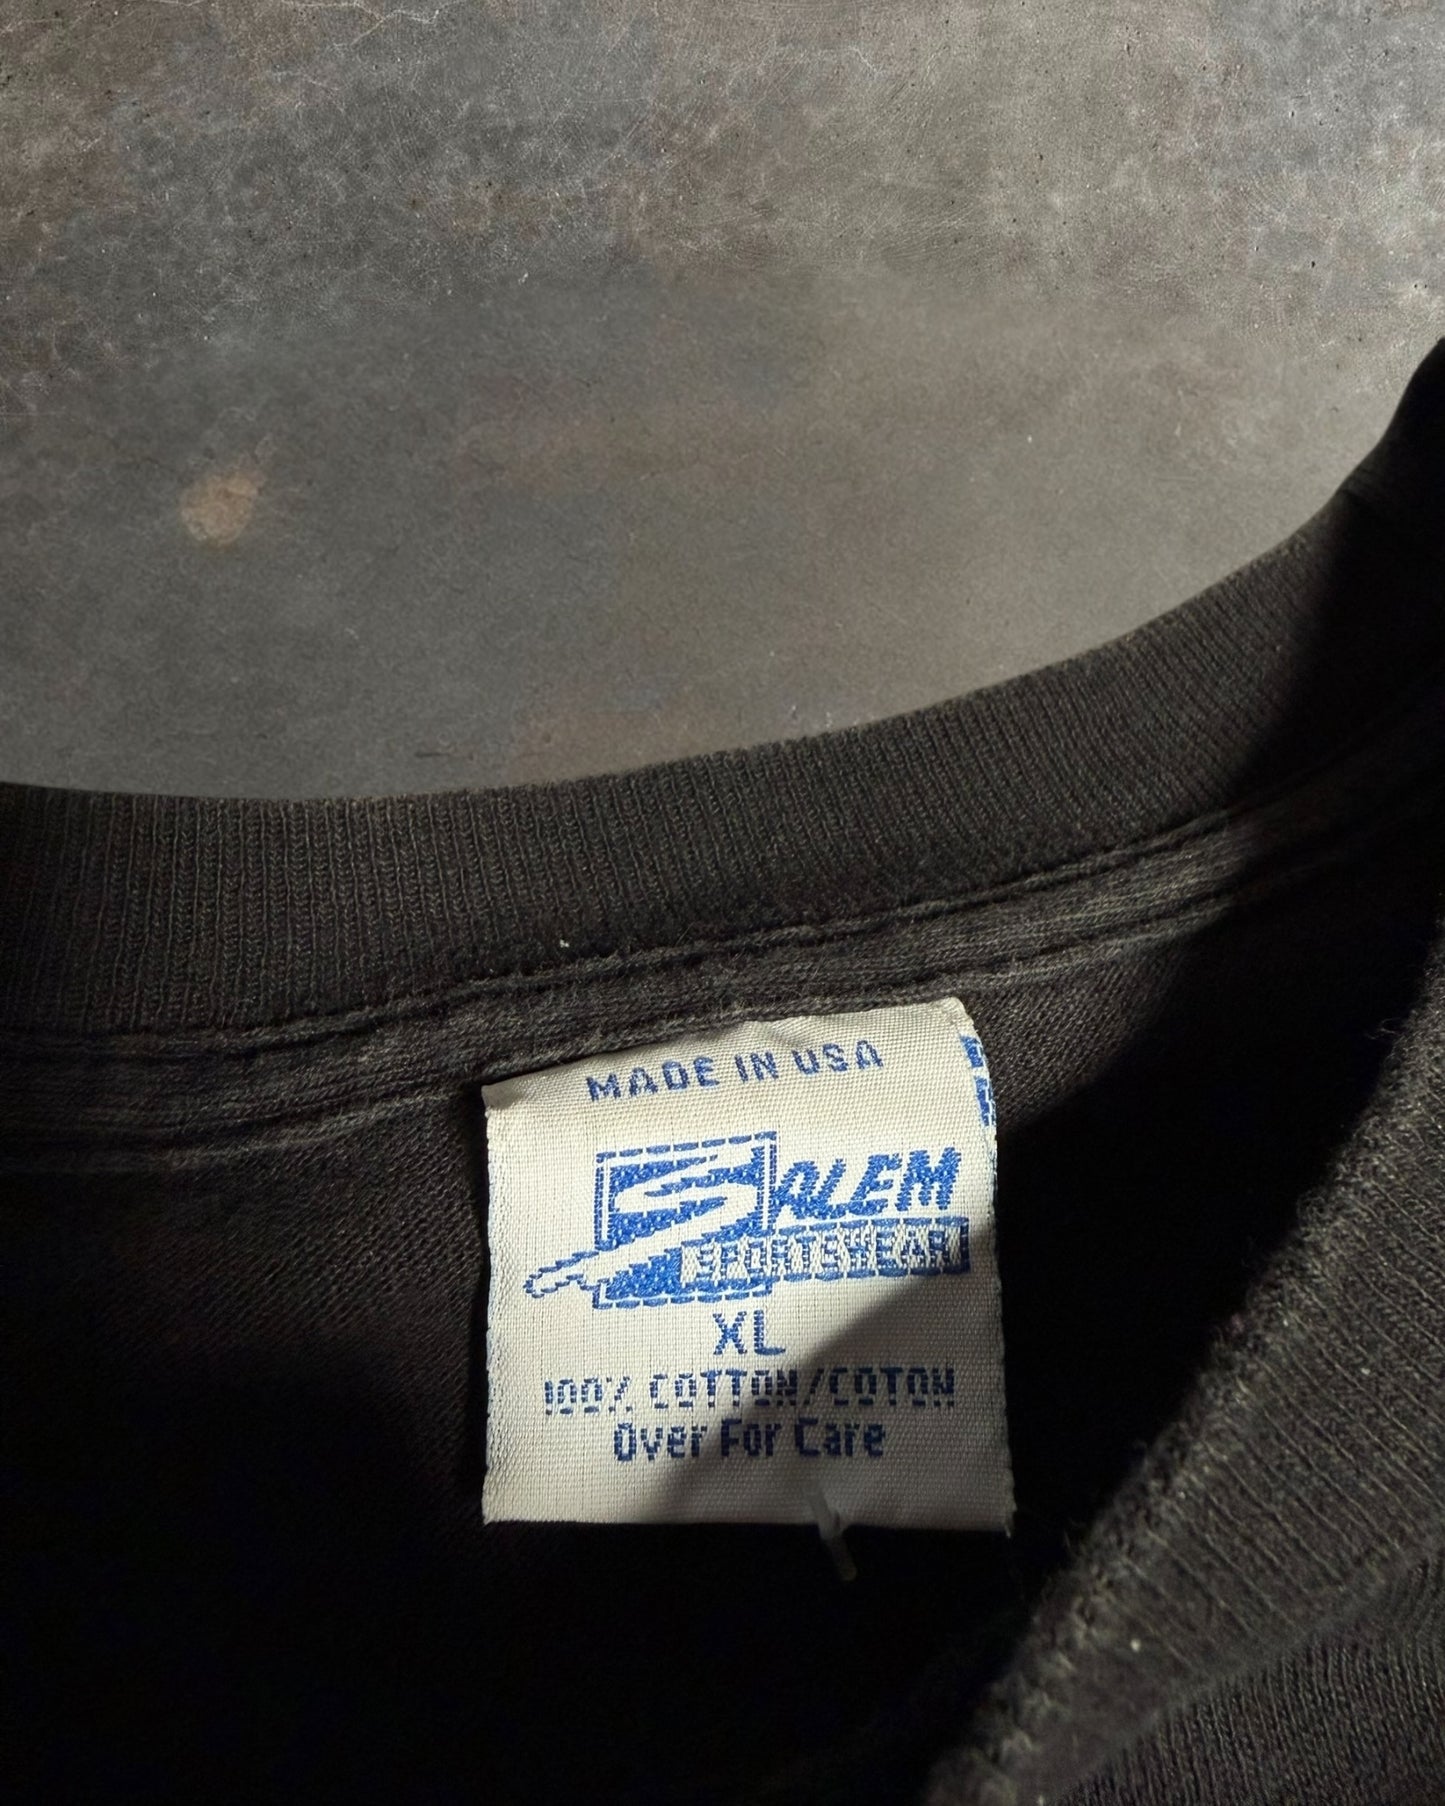 MADE IN USA
SALEM
SPORTSWEAR
XL
100% COTTON/COTON
Over For Care